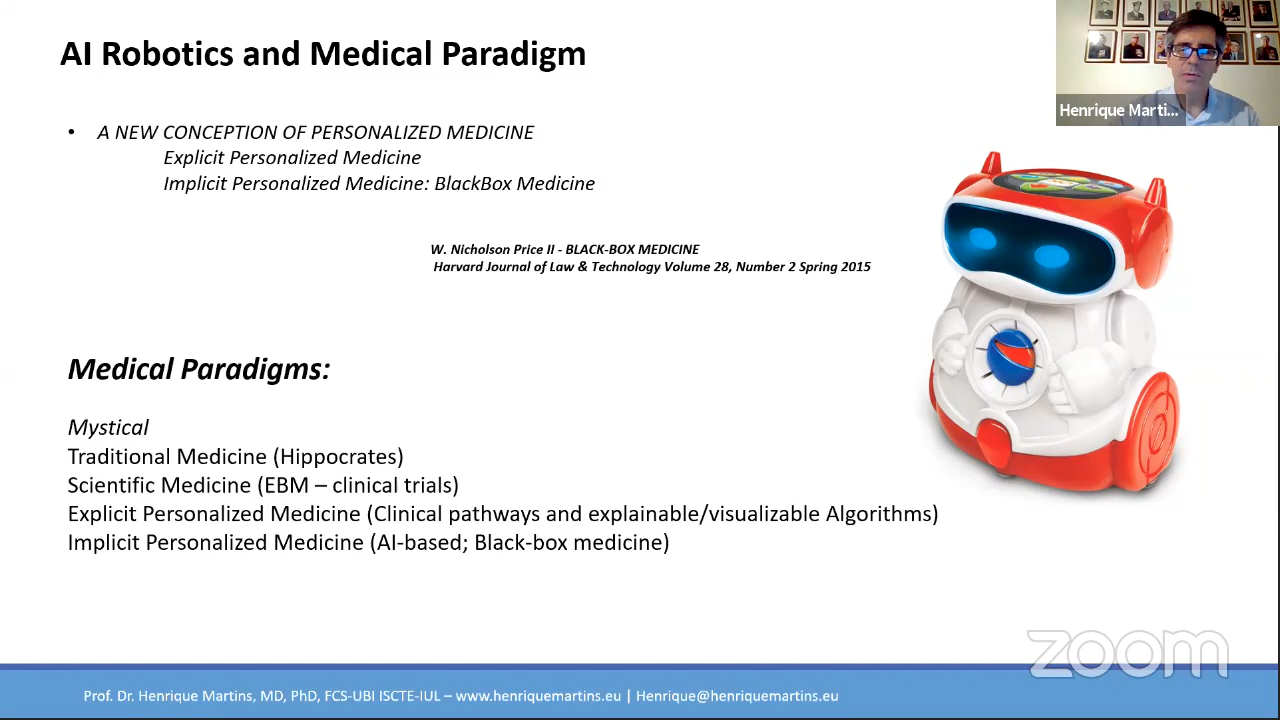 AI Robotics and Medical Paradigm
Henrique Marti...
• A NEW CONCEPTION OF PERSONALIZED MEDICINE
Explicit Personalized Medicine
Implicit Personalized Medicine: BlackBox Medicine
W. Nicholson Price II - BLACK-BOX MEDICINE
Harvard Journal of Law & Technology Volume 28, Number 2 Spring 2015
Medical Paradigms:
Mystical
Traditional Medicine (Hippocrates)
Scientific Medicine (EBM – clinical trials)
Explicit Personalized Medicine (Clinical pathways and explainable/visualizable Algorithms)
Implicit Personalized Medicine (AI-based; Black-box medicine)
zoom
Prof. Dr. Henrique Martins, MD, PhD, FCS-UBI ISCTE-IUL – www.henriquemartins.eu | Henrique@henriquemartins.eu